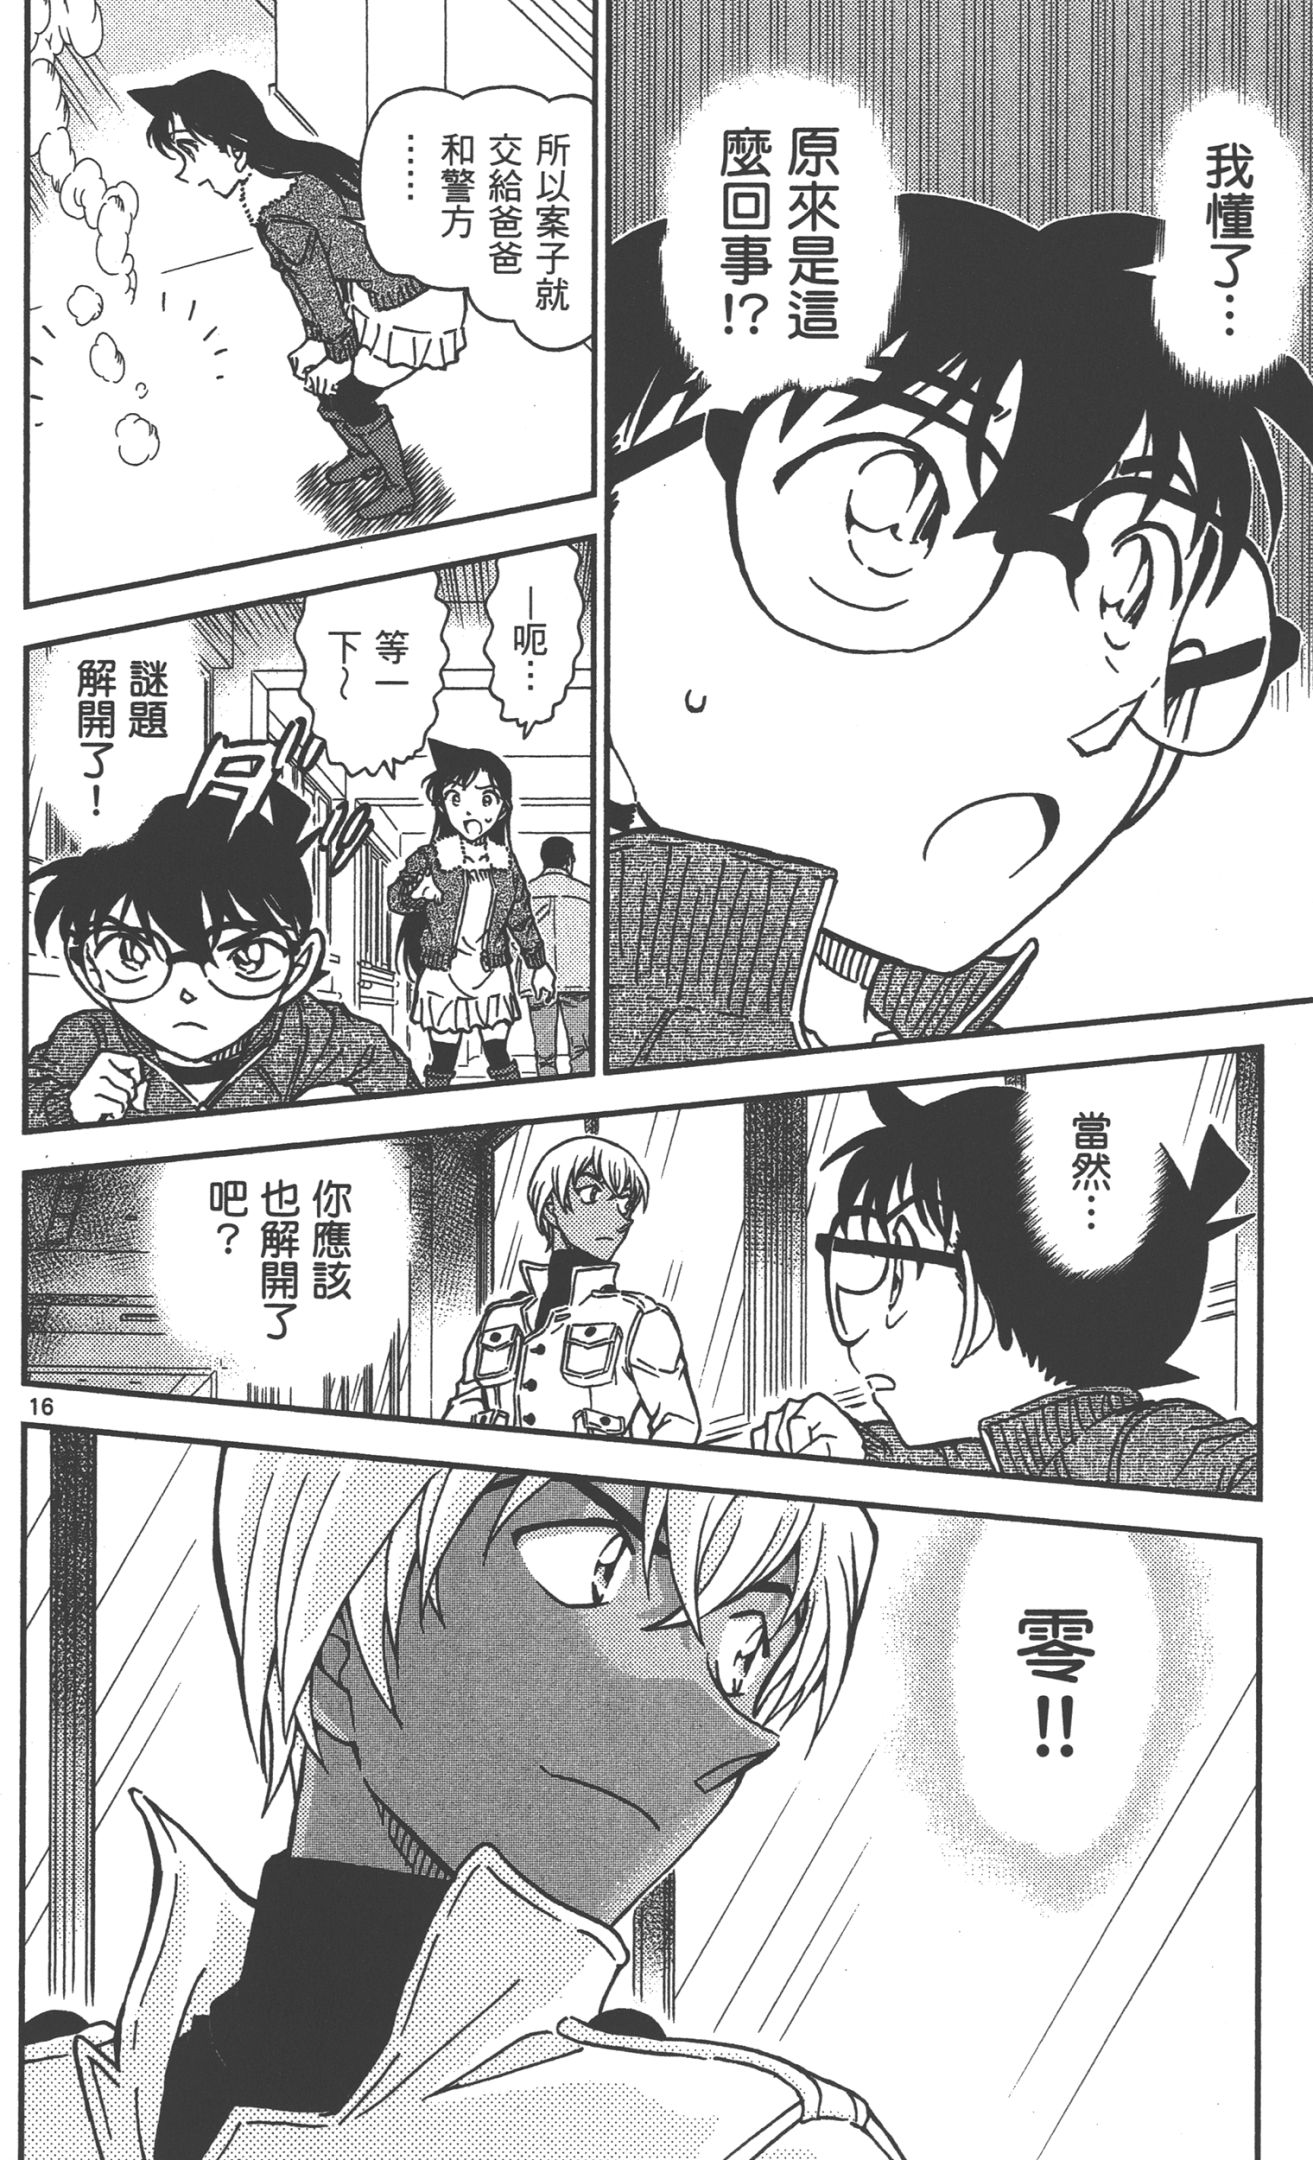 我懂了…
原來是這
麼回事!?
所以案子就
交給爸爸
和警方
……
—呃…
等一
下~
謎題
解開了！
當然…
你應該
也解開了
吧？
16
零!!